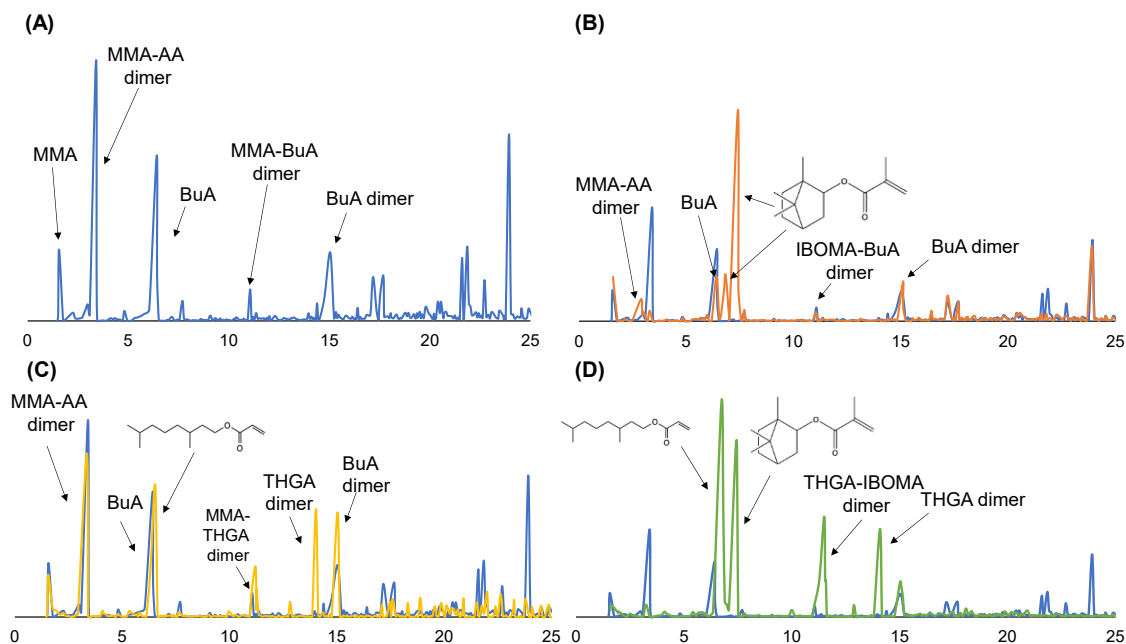 (A)
MMA-AA
dimer
MMA
BuA
MMA-BuA
dimer
BuA dimer
0
5
10
15
20
25
(B)
MMA-AA
dimer
BuA
O
O
IBOMA-BuA
dimer
BuA dimer
0
5
10
15
20
25
(C)
MMA-AA
dimer
O
O
BuA
MMA-
THGA
dimer
THGA
dimer
BuA
dimer
0
5
10
15
20
25
(D)
O
O
O
O
THGA-IBOMA
dimer
THGA dimer
0
5
10
15
20
25